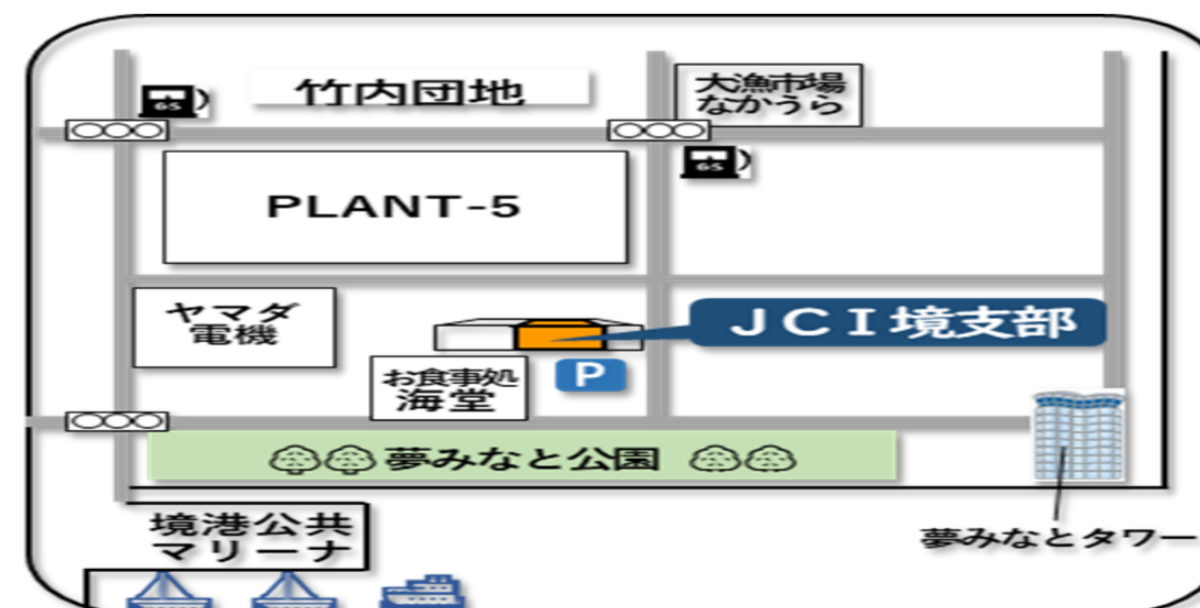 竹内団地
大漁市場
なかうら
GS
GS
PLANT-5
ヤマダ
電機
JCI境支部
お食事処
海堂
P
夢みなと公園
境港公共
マリーナ
夢みなとタワー